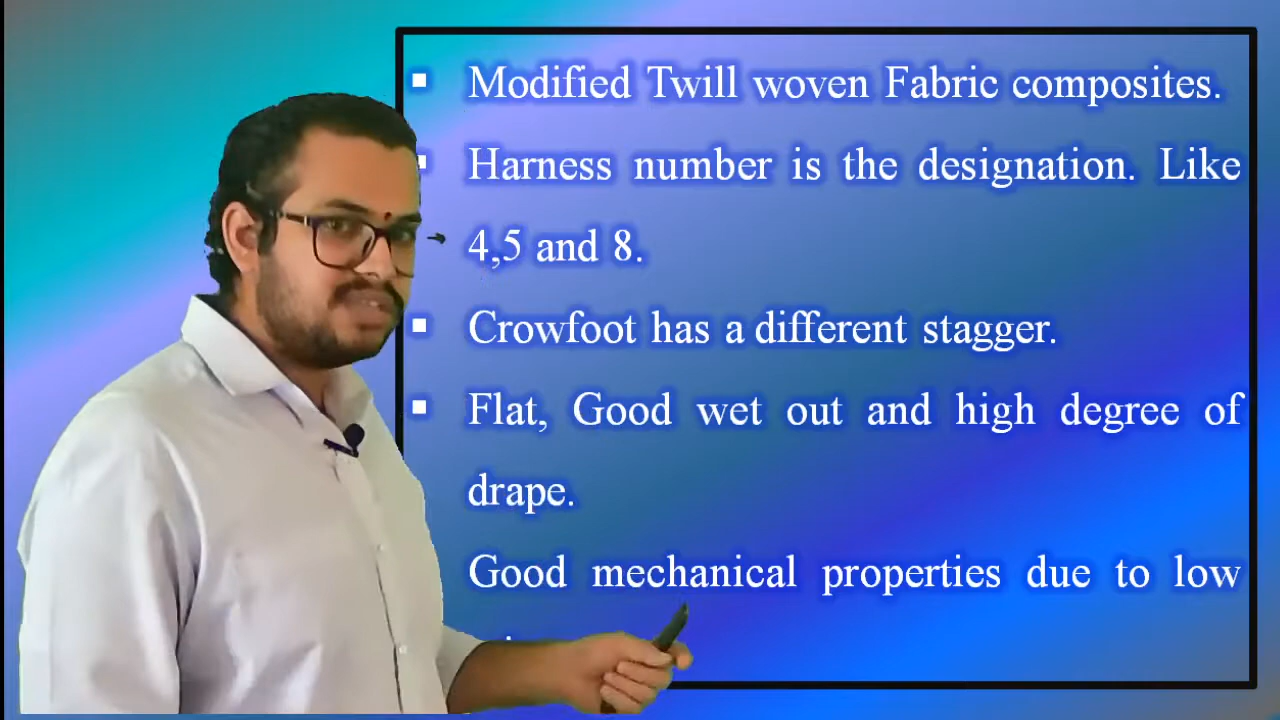 Modified Twill woven Fabric composites.
Harness number is the designation. Like
4,5 and 8.
Crowfoot has a different stagger.
Flat, Good wet out and high degree of
drape.
Good mechanical properties due to low